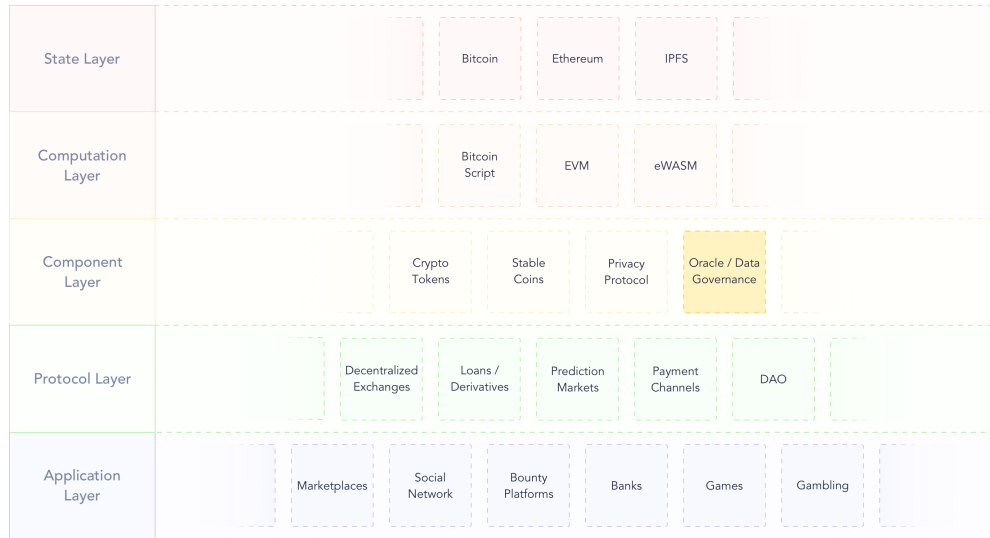 State Layer
Bitcoin
Ethereum
IPFS
Computation
Layer
Bitcoin
Script
EVM
eWASM
Component
Layer
Crypto
Tokens
Stable
Coins
Privacy
Protocol
Oracle / Data
Governance
Protocol Layer
Decentralized
Exchanges
Loans /
Derivatives
Prediction
Markets
Payment
Channels
DAO
Application
Layer
Marketplaces
Social
Network
Bounty
Platforms
Banks
Games
Gambling